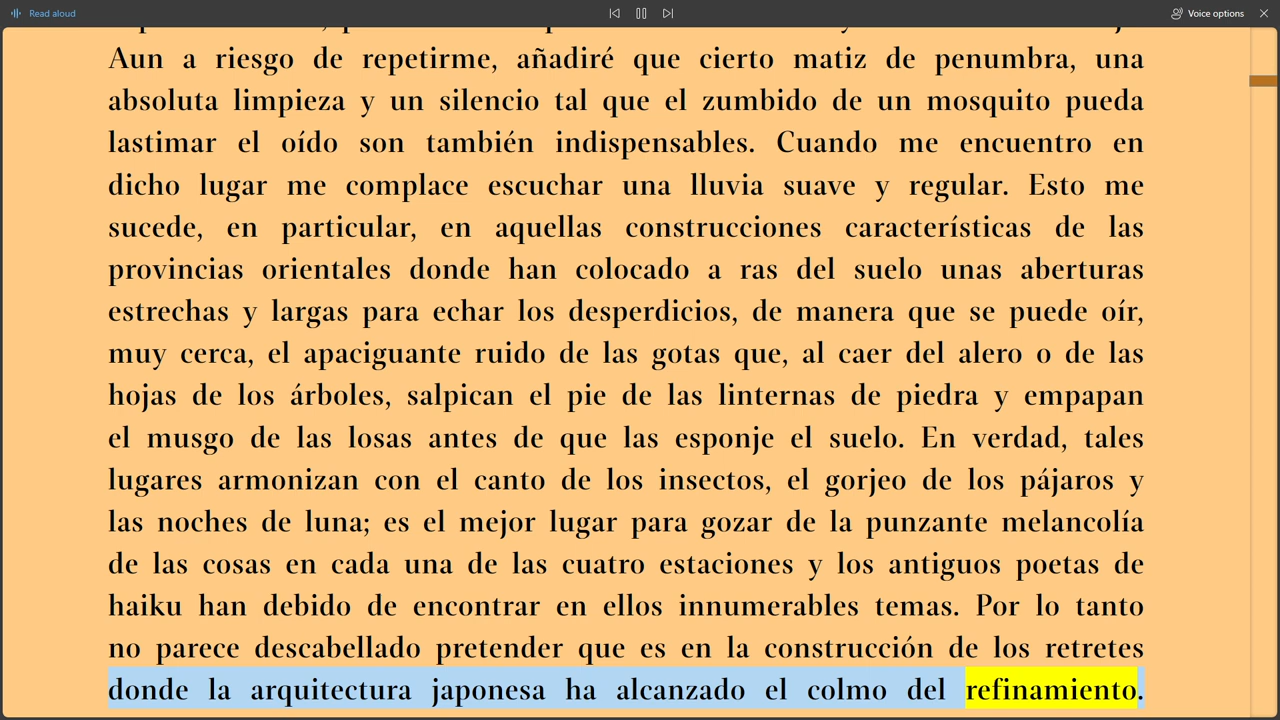 Read aloud
Voice options
Aun a riesgo de repetirme, añadiré que cierto matiz de penumbra, una
absoluta limpieza y un silencio tal que el zumbido de un mosquito pueda
lastimar el oído son también indispensables. Cuando me encuentro en
dicho lugar me complace escuchar una lluvia suave y regular. Esto me
sucede, en particular, en aquellas construcciones características de las
provincias orientales donde han colocado a ras del suelo unas aberturas
estrechas y largas para echar los desperdicios, de manera que se puede oír,
muy cerca, el apaciguante ruido de las gotas que, al caer del alero o de las
hojas de los árboles, salpican el pie de las linternas de piedra y empapan
el musgo de las losas antes de que las esponje el suelo. En verdad, tales
lugares armonizan con el canto de los insectos, el gorjeo de los pájaros y
las noches de luna; es el mejor lugar para gozar de la punzante melancolía
de las cosas en cada una de las cuatro estaciones y los antiguos poetas de
haiku han debido de encontrar en ellos innumerables temas. Por lo tanto
no parece descabellado pretender que es en la construcción de los retretes
donde la arquitectura japonesa ha alcanzado el colmo del refinamiento.